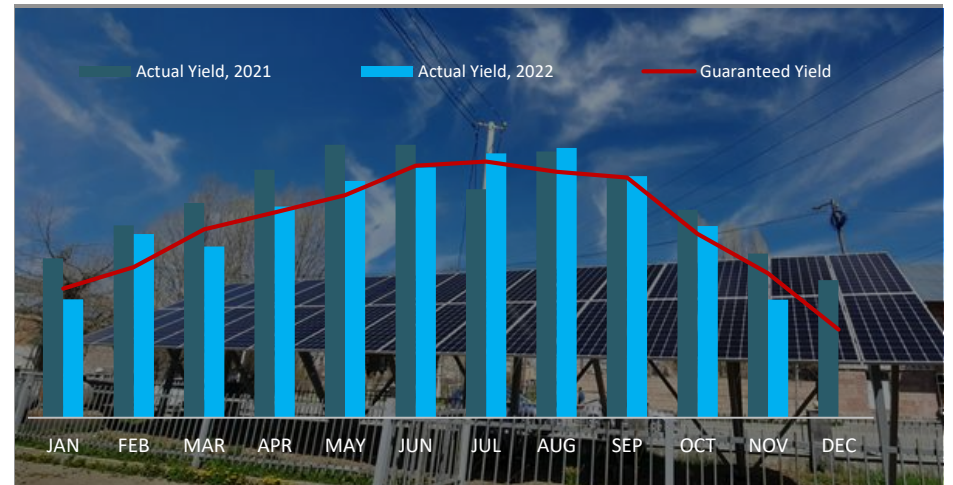 Actual Yield, 2021 Actual Yield, 2022 Guaranteed Yield
JAN FEB MAR APR MAY JUN JUL AUG SEP OCT NOV DEC